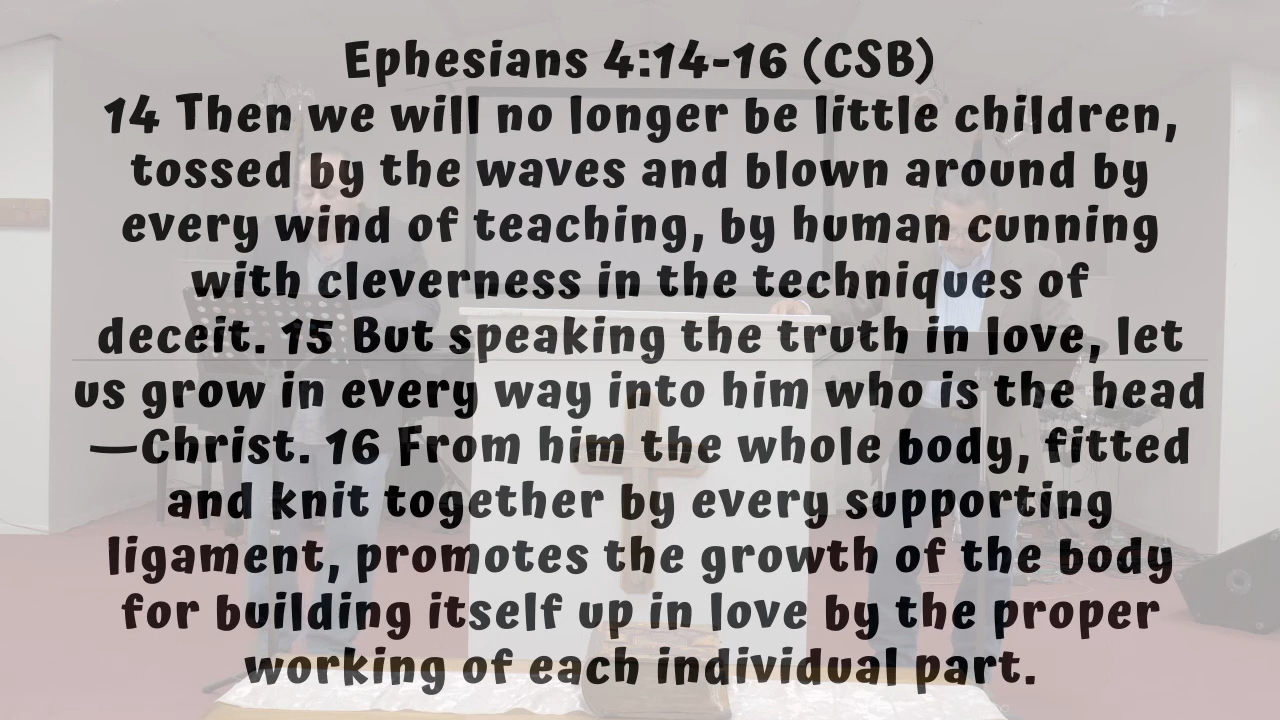 Ephesians 4:14-16 (CSB)
14 Then we will no longer be little children,
tossed by the waves and blown around by
every wind of teaching, by human cunning
with cleverness in the techniques of
deceit. 15 But speaking the truth in love, let
us grow in every way into him who is the head
—Christ. 16 From him the whole body, fitted
and knit together by every supporting
ligament, promotes the growth of the body
for building itself up in love by the proper
working of each individual part.